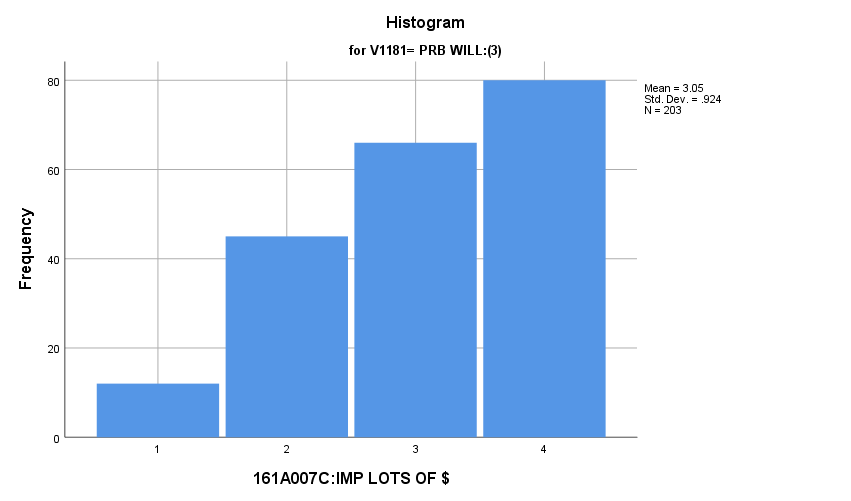 Histogram
for V1181= PRB WILL:(3)
80
60
40
20
0
Frequency
1 2 3 4
161A007C:IMP LOTS OF $
Mean = 3.05
Std. Dev. = .924
N = 203